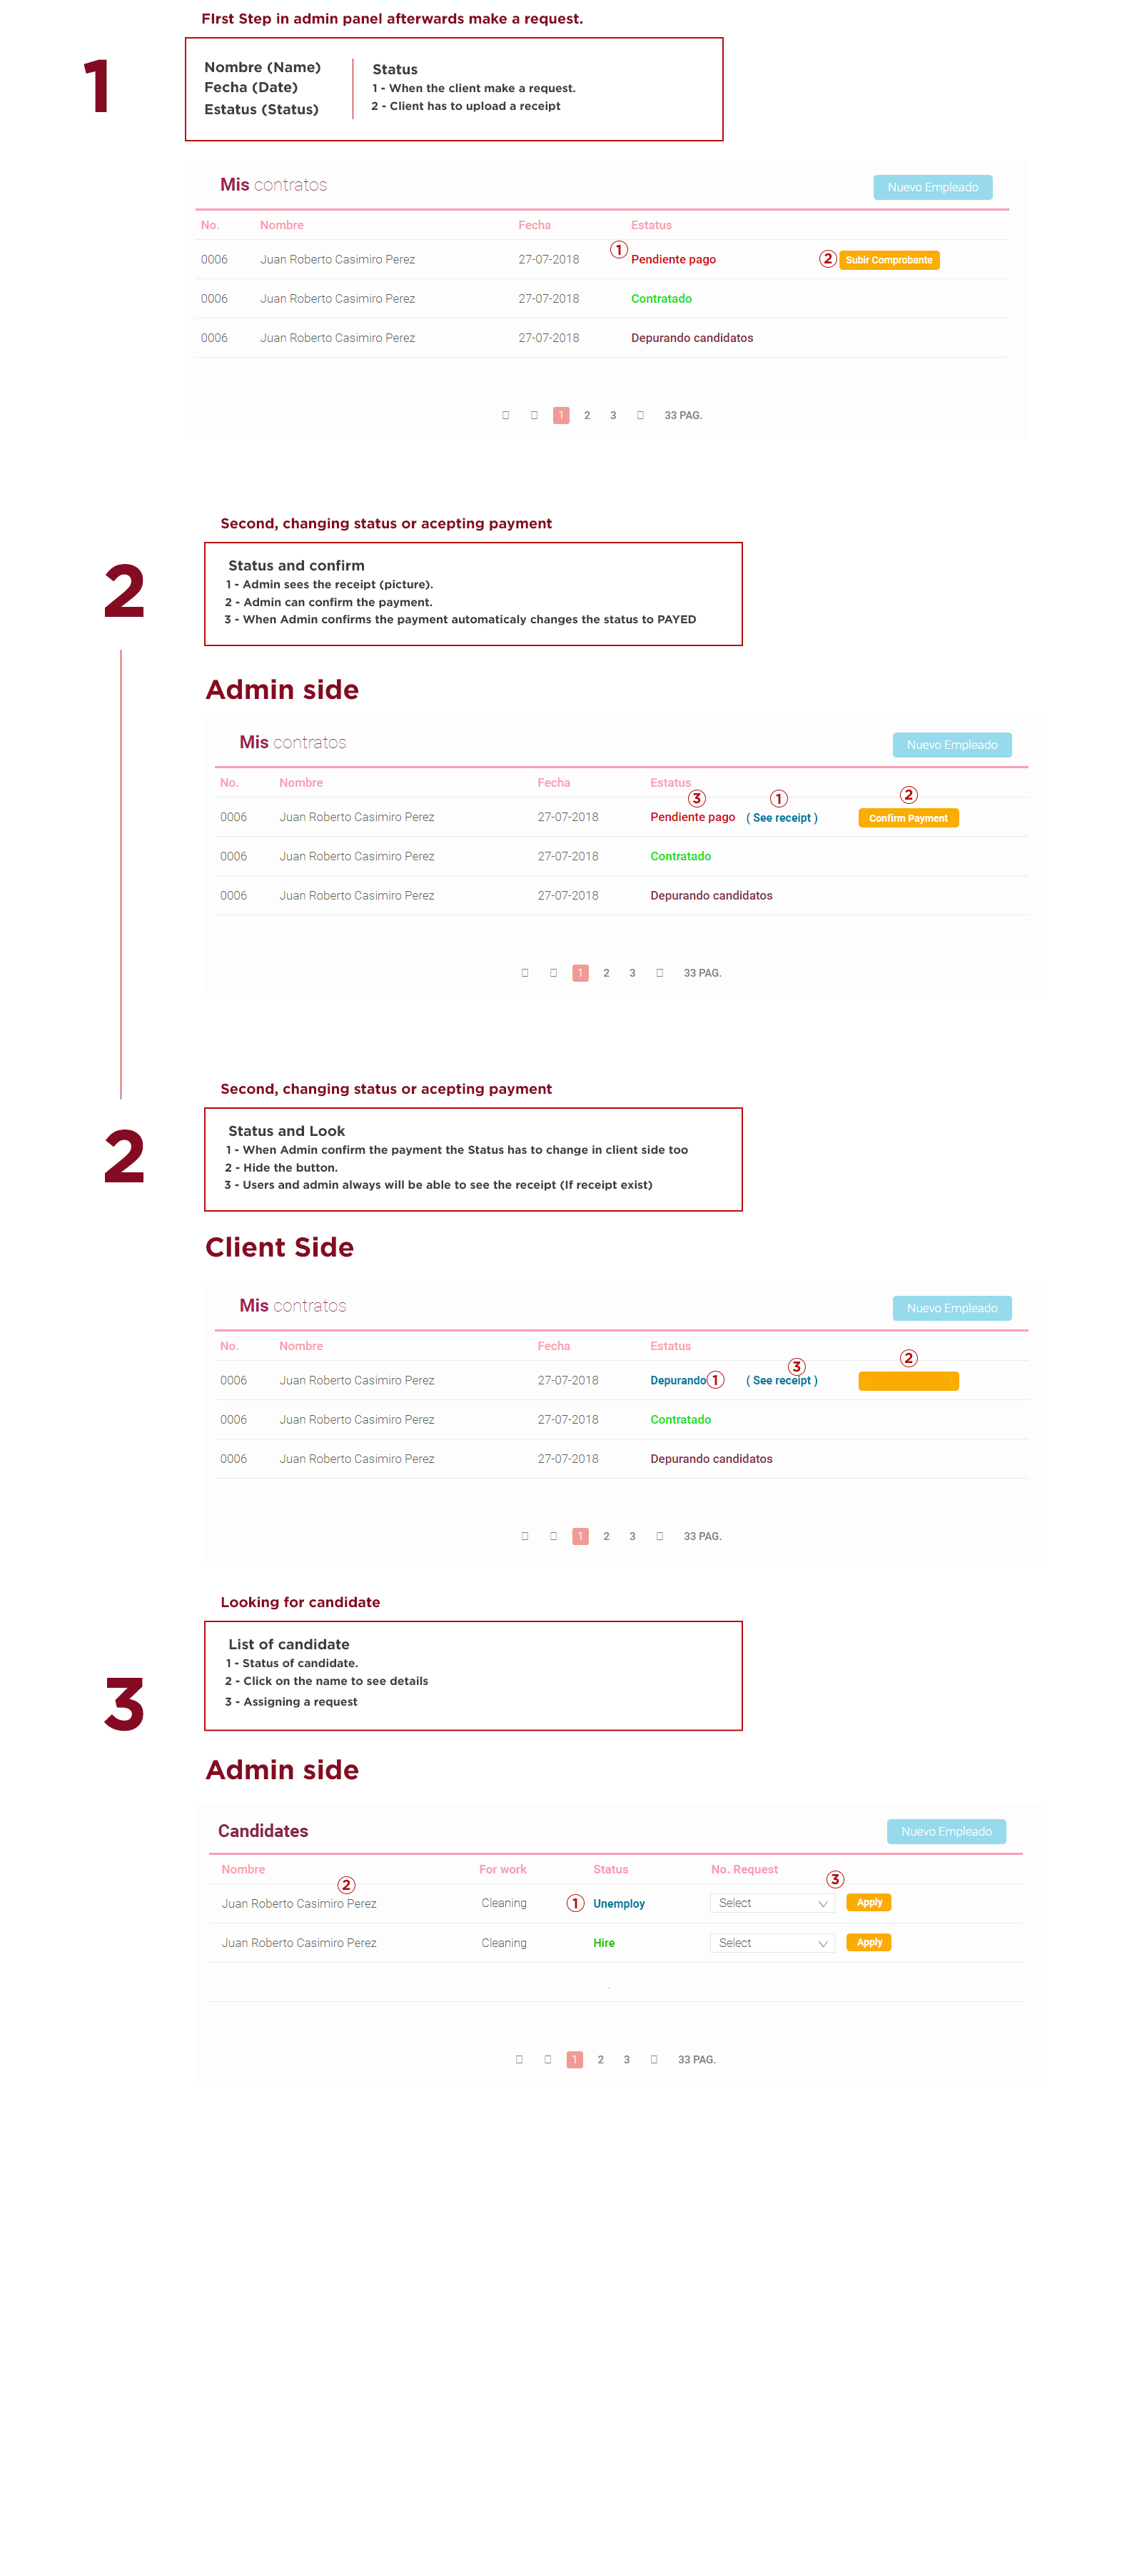 FIrst Step in admin panel afterwards make a request.
1
Nombre (Name)
Fecha (Date)
Estatus (Status)
Status
1 - When the client make a request.
2 - Client has to upload a receipt
Mis contratos
Nuevo Empleado
No. Nombre Fecha Estatus
0006 Juan Roberto Casimiro Perez 27-07-2018 1 Pendiente pago 2 Subir Comprobante
0006 Juan Roberto Casimiro Perez 27-07-2018 Contratado
0006 Juan Roberto Casimiro Perez 27-07-2018 Depurando candidatos
1 2 3 33 PAG.
Second, changing status or acepting payment
2
Status and confirm
1 - Admin sees the receipt (picture).
2 - Admin can confirm the payment.
3 - When Admin confirms the payment automaticaly changes the status to PAYED
Admin side
Mis contratos
Nuevo Empleado
No. Nombre Fecha Estatus
3 1 2
0006 Juan Roberto Casimiro Perez 27-07-2018 Pendiente pago ( See receipt ) Confirm Payment
0006 Juan Roberto Casimiro Perez 27-07-2018 Contratado
0006 Juan Roberto Casimiro Perez 27-07-2018 Depurando candidatos
1 2 3 33 PAG.
Second, changing status or acepting payment
2
Status and Look
1 - When Admin confirm the payment the Status has to change in client side too
2 - Hide the button.
3 - Users and admin always will be able to see the receipt (If receipt exist)
Client Side
Mis contratos
Nuevo Empleado
No. Nombre Fecha Estatus
3 2
0006 Juan Roberto Casimiro Perez 27-07-2018 Depurando 1 ( See receipt )
0006 Juan Roberto Casimiro Perez 27-07-2018 Contratado
0006 Juan Roberto Casimiro Perez 27-07-2018 Depurando candidatos
1 2 3 33 PAG.
Looking for candidate
3
List of candidate
1 - Status of candidate.
2 - Click on the name to see details
3 - Assigning a request
Admin side
Candidates
Nuevo Empleado
Nombre For work Status No. Request
2 3
Juan Roberto Casimiro Perez Cleaning 1 Unemploy Select Apply
Juan Roberto Casimiro Perez Cleaning Hire Select Apply
1 2 3 33 PAG.